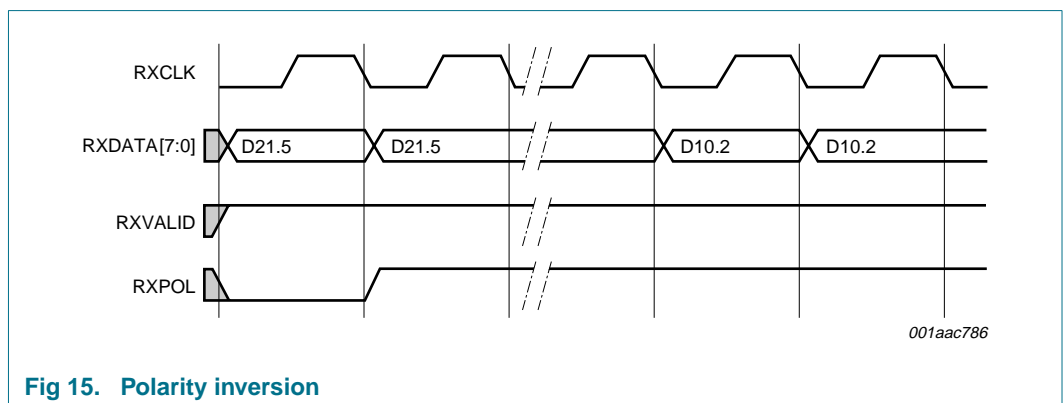 RXCLK
RXDATA[7:0] D21.5 D21.5 D10.2 D10.2
RXVALID
RXPOL
001aac786
Fig 15. Polarity inversion